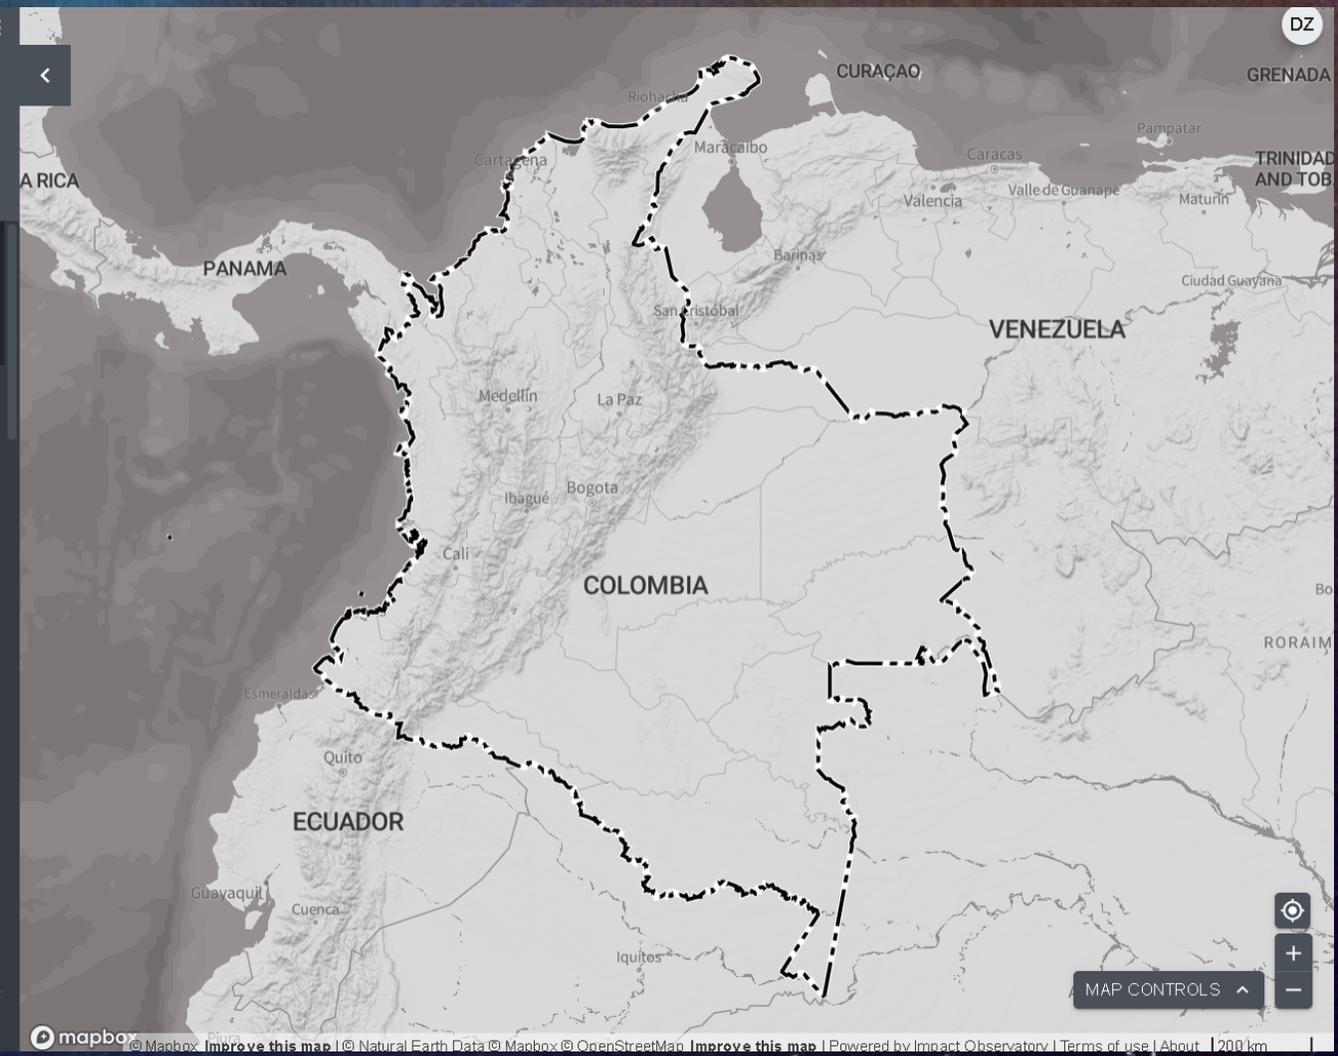 DZ
CURAÇAO
GRENADA
Riohacha
Pampatar
Cartagena
Maracaibo
Caracas
TRINIDAD
AND TOB
A RICA
Valle de Guanape
Valencia
Maturín
PANAMA
Barinas
Ciudad Guayana
San Cristóbal
VENEZUELA
Medellín
La Paz
Ibagué
Bogota
Cali
COLOMBIA
Bo
RORAIM
Esmeraldas
Quito
ECUADOR
Guayaquil
Cuenca
Iquitos
MAP CONTROLS
+
−
Piura
mapbox
© Mapbox Improve this map | © Natural Earth Data © Mapbox © OpenStreetMap Improve this map | Powered by Impact Observatory | Terms of use | About
200 km